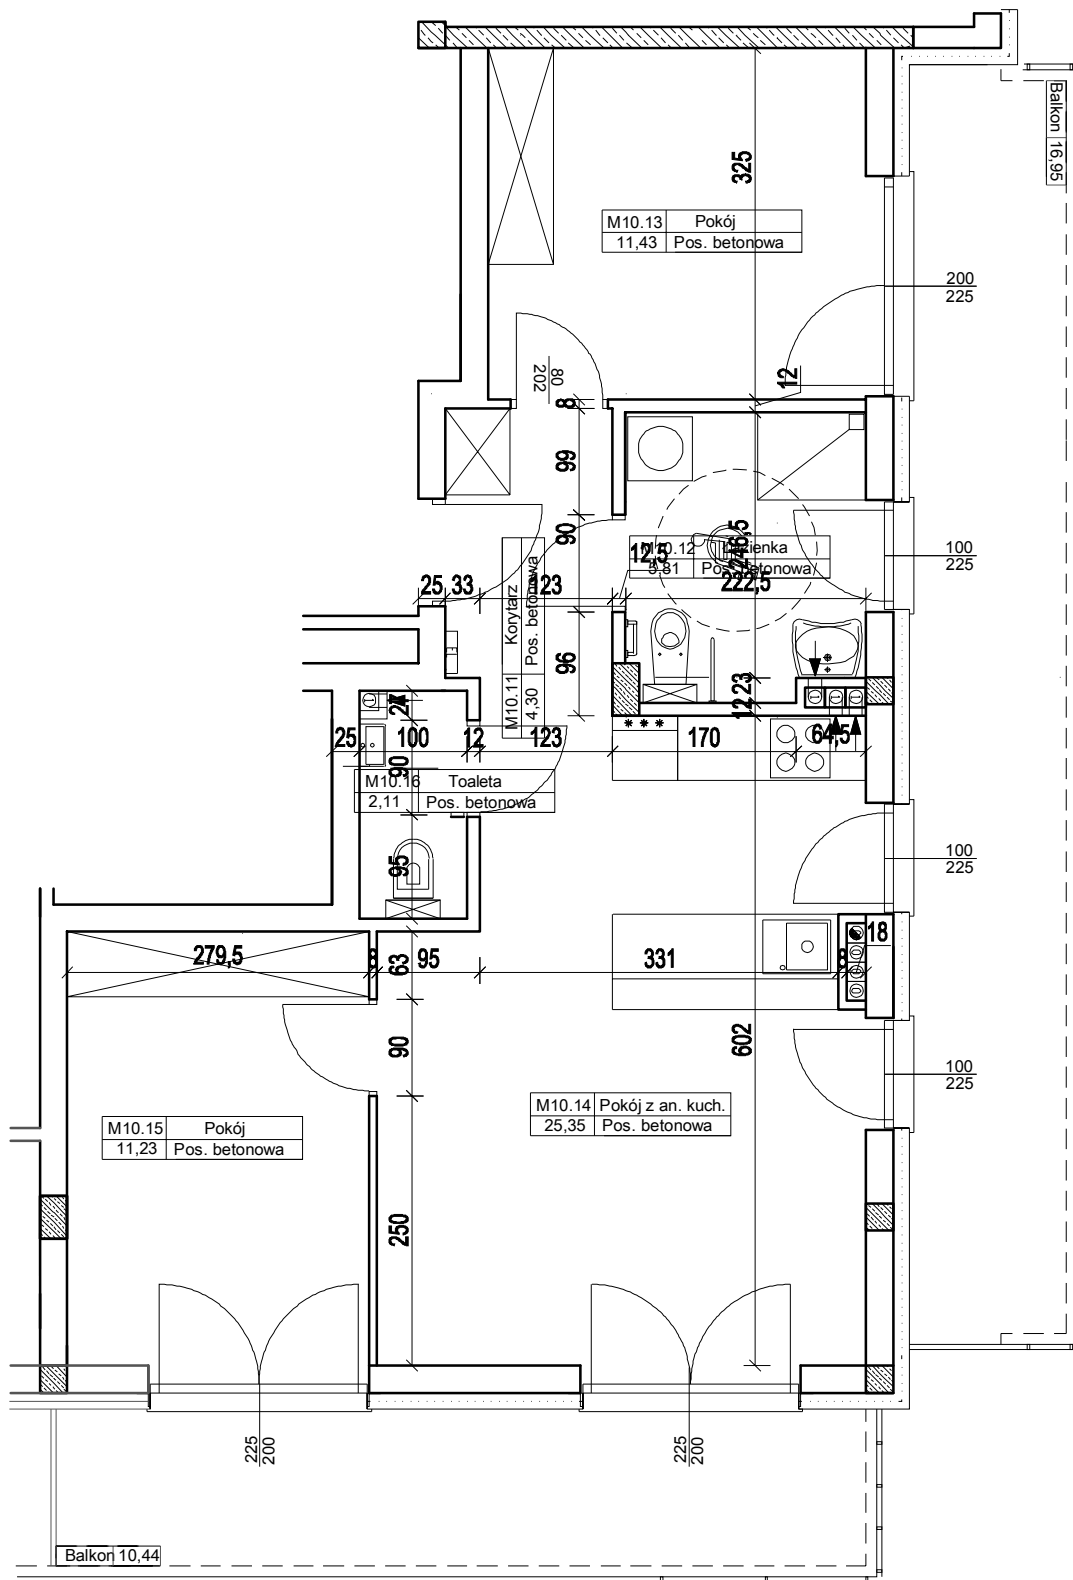 Balkon 16,95
325
M10.13 Pokój
11,43 Pos. betonowa
200
225
80
202
12
8
99
90
M10.12 Łazienka
5,81 Pos. betonowa
246,5
12,5
100
225
25 33 123 222,5
M10.11 Korytarz
4,30 Pos. betonowa
96
23
12
25 100 12 123 170 64,5
90
M10.16 Toaleta
2,11 Pos. betonowa
95
100
225
279,5 8 63 95 331 8 18
90
602
100
225
M10.14 Pokój z an. kuch.
25,35 Pos. betonowa
M10.15 Pokój
11,23 Pos. betonowa
250
225
200
225
200
Balkon 10,44